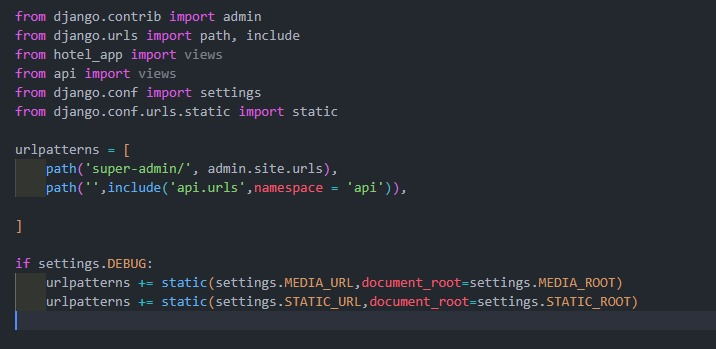 from django.contrib import admin
from django.urls import path, include
from hotel_app import views
from api import views
from django.conf import settings
from django.conf.urls.static import static
urlpatterns = [
path('super-admin/', admin.site.urls),
path('',include('api.urls',namespace = 'api')),
]
if settings.DEBUG:
urlpatterns += static(settings.MEDIA_URL,document_root=settings.MEDIA_ROOT)
urlpatterns += static(settings.STATIC_URL,document_root=settings.STATIC_ROOT)